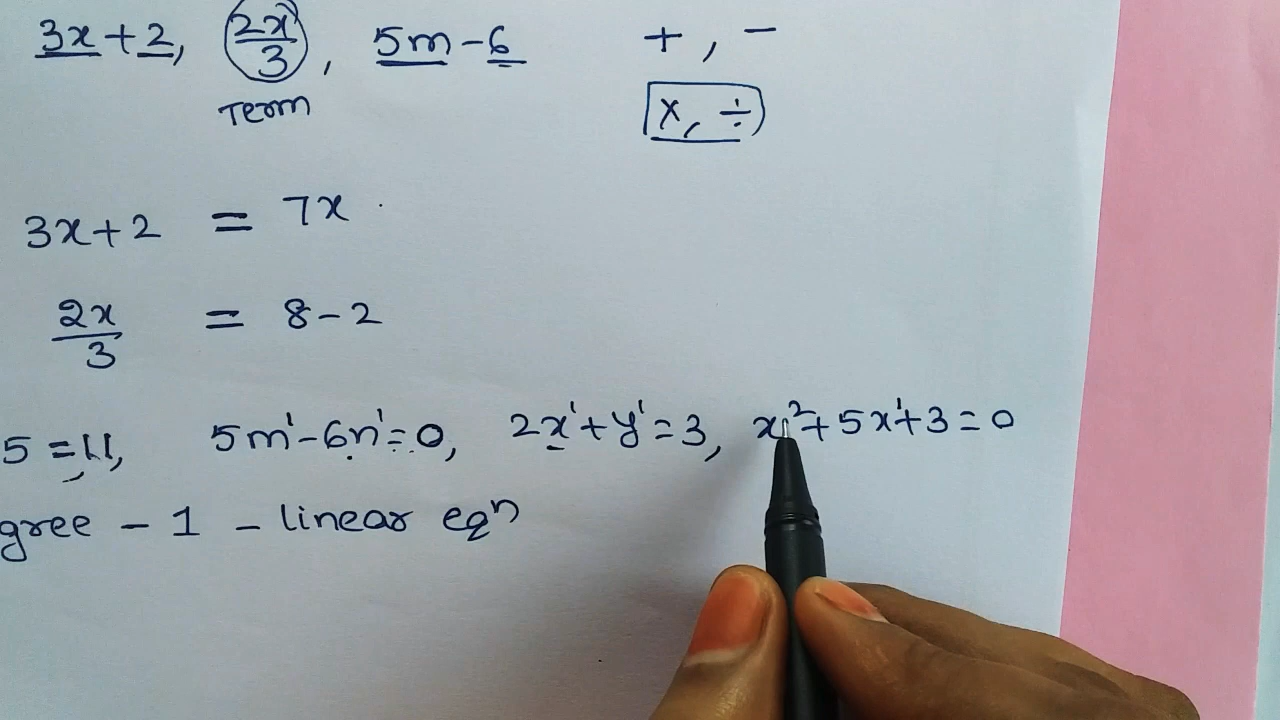 3x + 2, 2x¹/3, 5m - 6 +, -
Term ×, ÷
3x + 2 = 7x
2x/3 = 8 - 2
5 = 11, 5m¹ - 6n¹ = 0, 2x¹ + y¹ = 3, x² + 5x¹ + 3 = 0
gree - 1 - linear eqⁿ